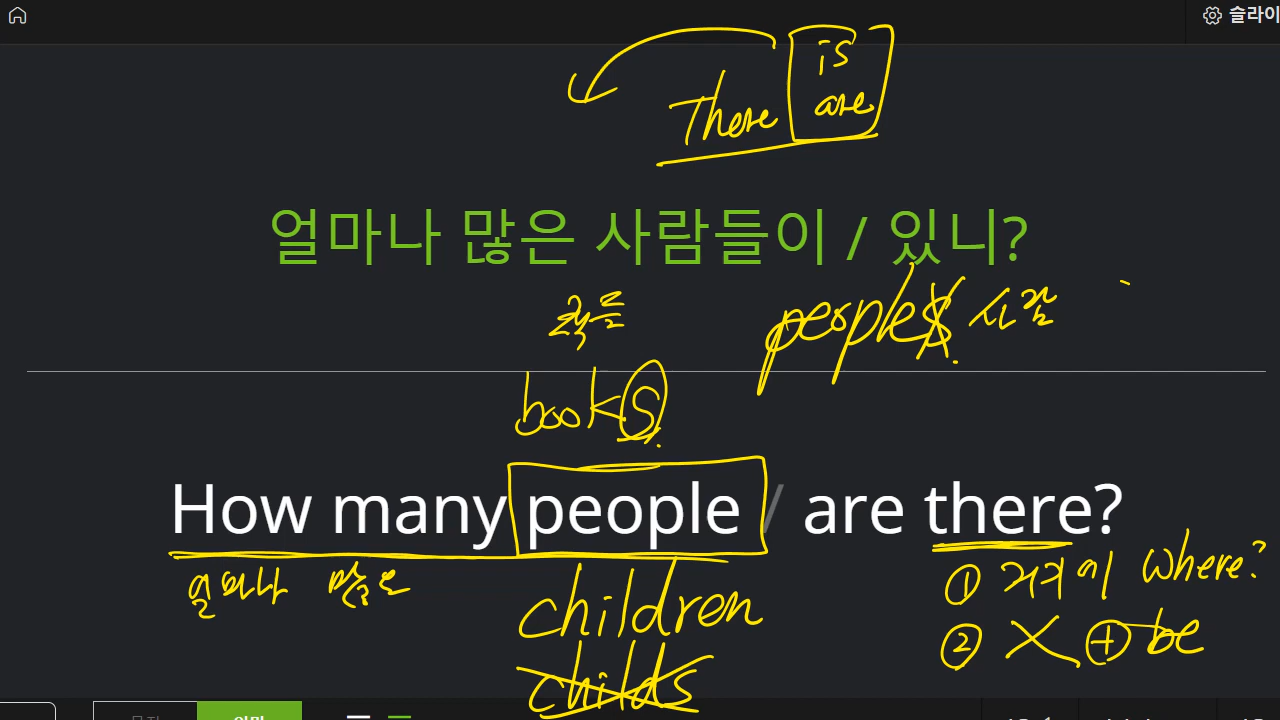 슬라이
is
There are
얼마나 많은 사람들이 / 있니?
책들 peoples 사람
books
How many people / are there?
얼마나 많은 children ① 거기에 where?
childs ② X ⊕ be